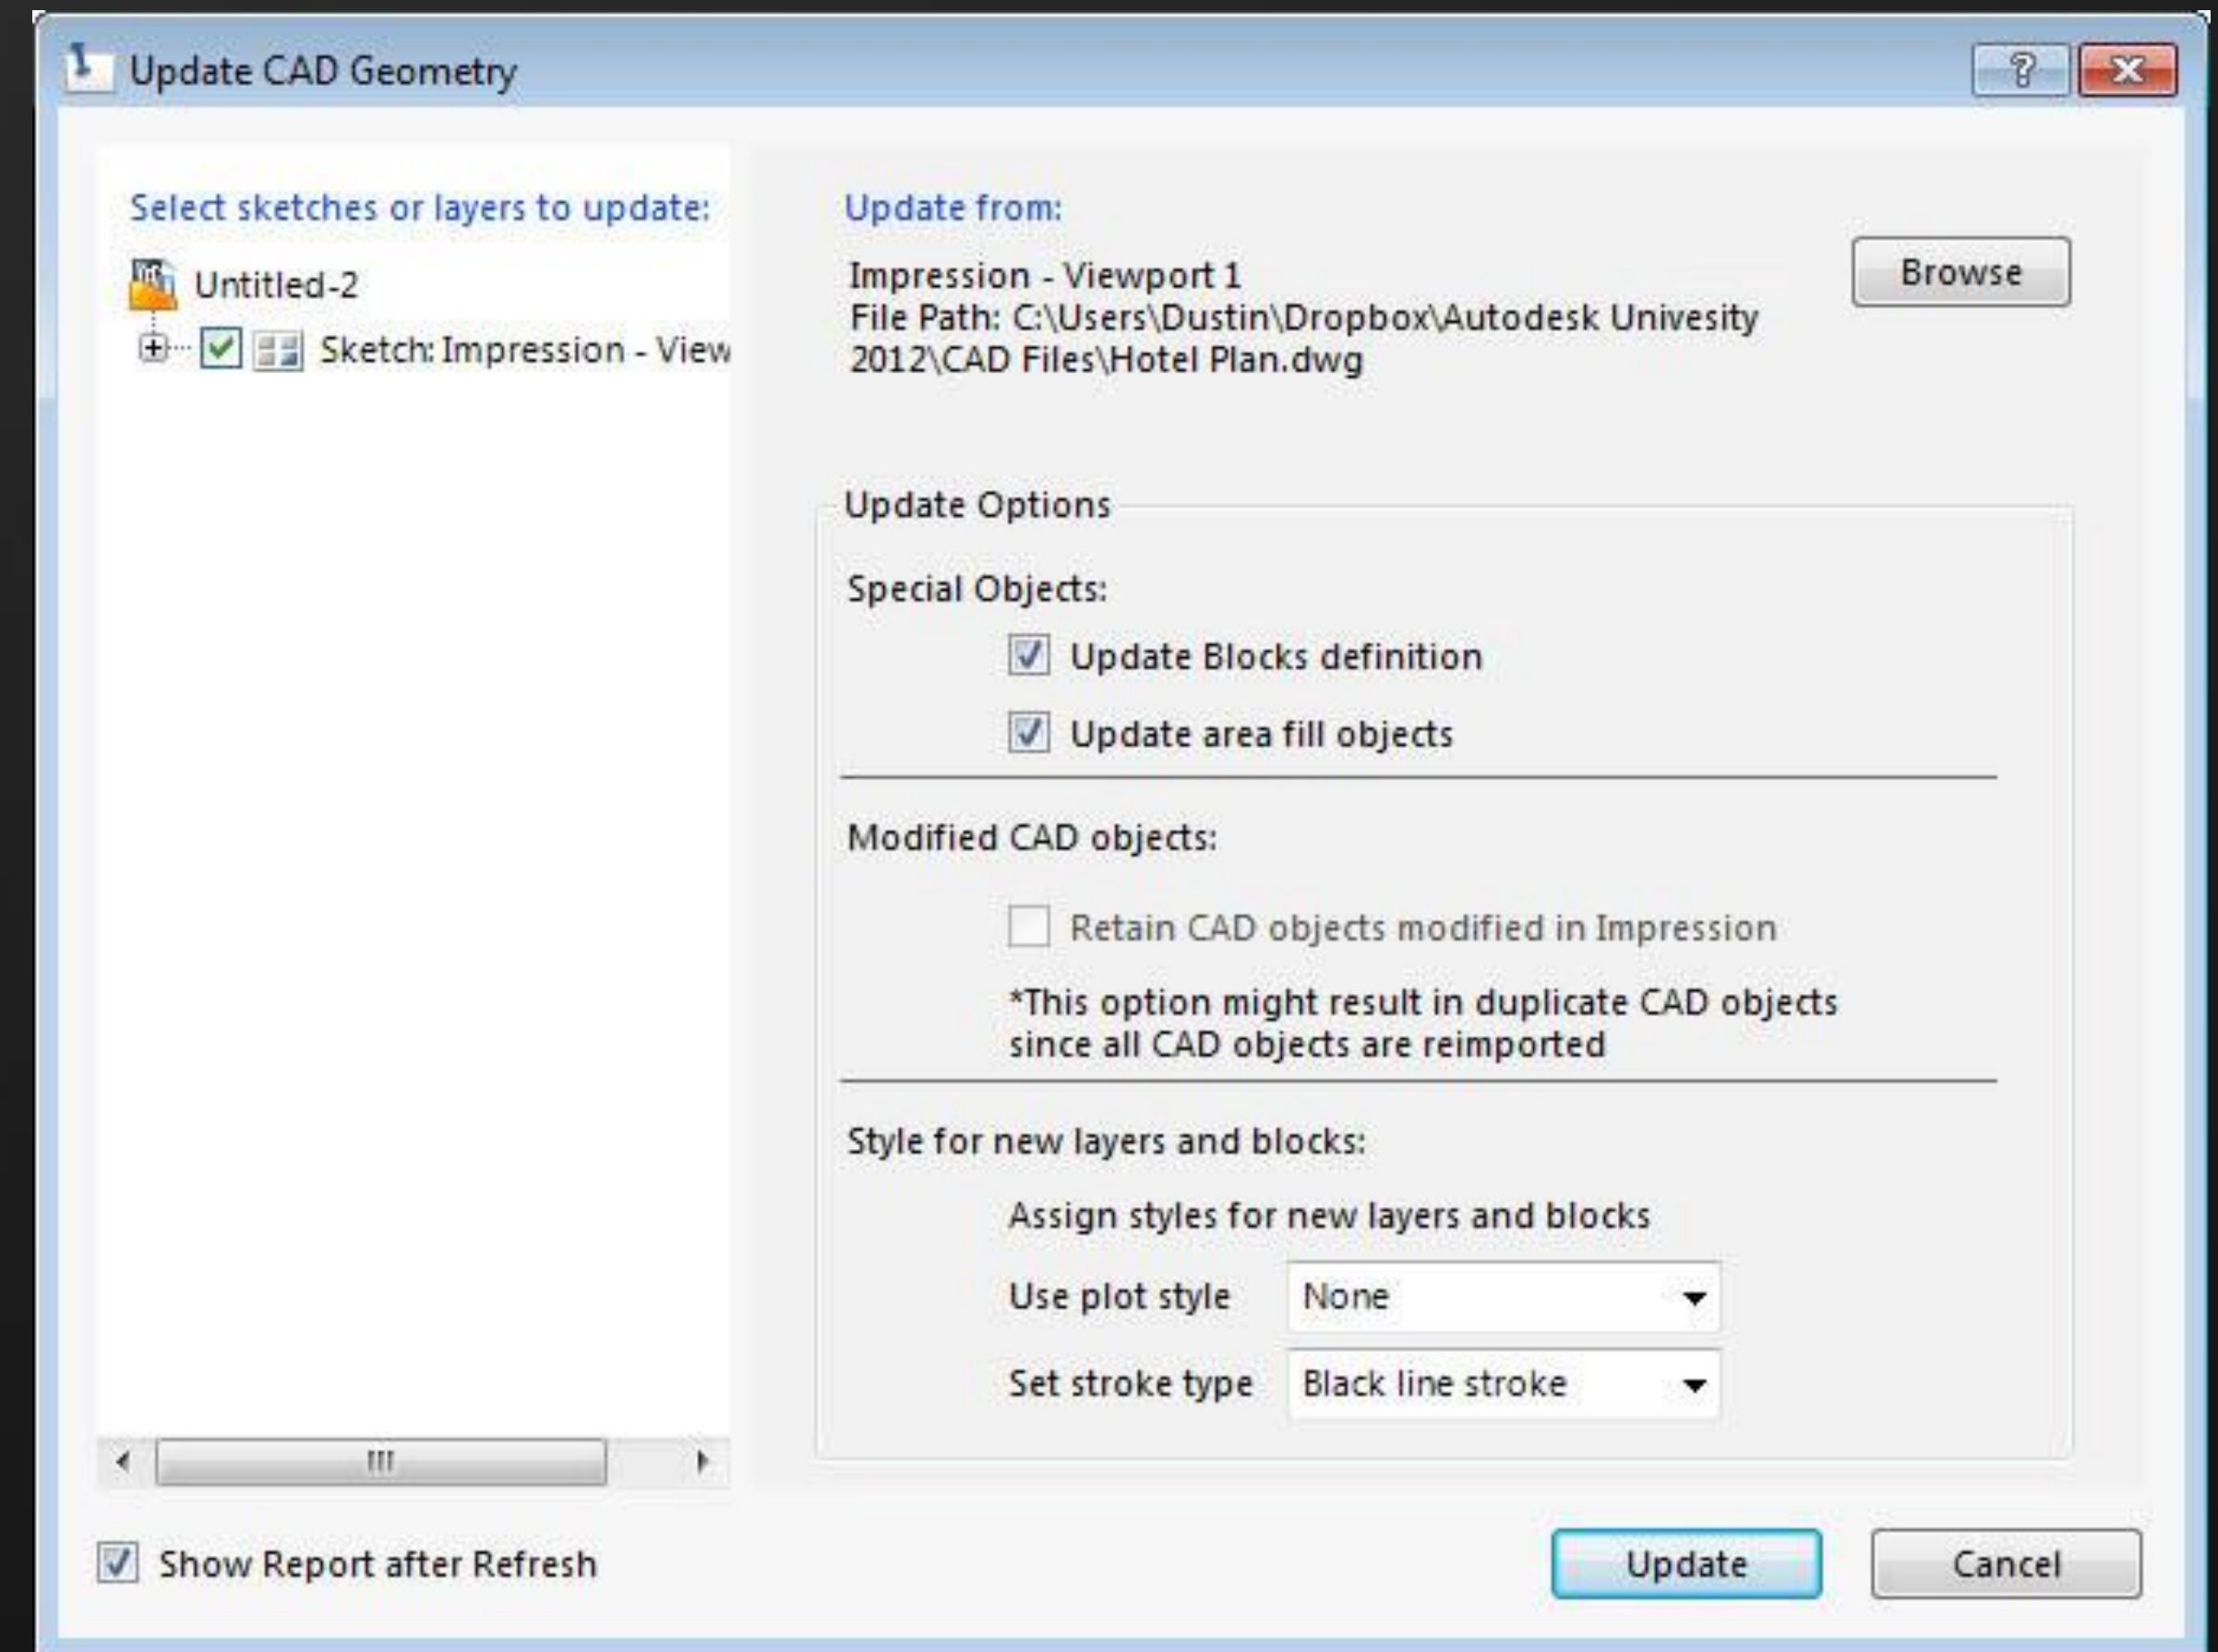 Update CAD Geometry
Select sketches or layers to update:
Untitled-2
Sketch: Impression - View
Update from:
Browse
Impression - Viewport 1
File Path: C:\Users\Dustin\Dropbox\Autodesk Univesity
2012\CAD Files\Hotel Plan.dwg
Update Options
Special Objects:
Update Blocks definition
Update area fill objects
Modified CAD objects:
Retain CAD objects modified in Impression
*This option might result in duplicate CAD objects
since all CAD objects are reimported
Style for new layers and blocks:
Assign styles for new layers and blocks
Use plot style None
Set stroke type Black line stroke
Show Report after Refresh
Update
Cancel